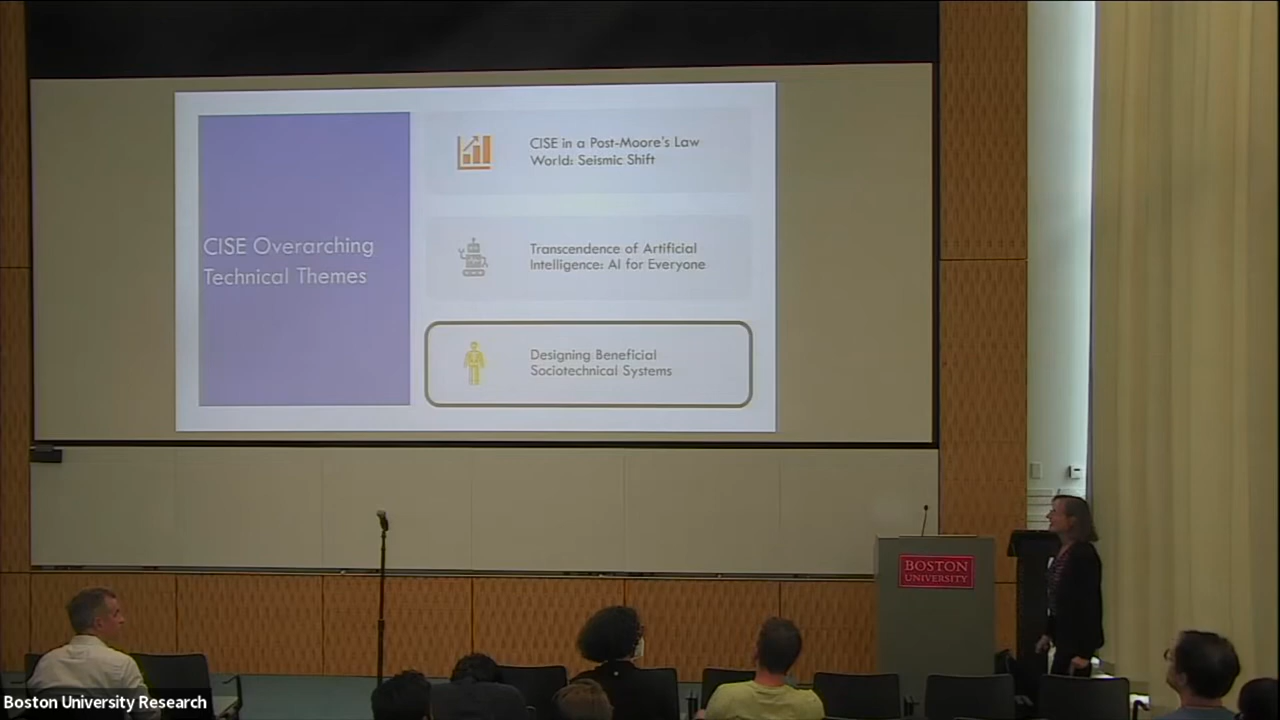 CISE Overarching
Technical Themes
CISE in a Post-Moore's Law
World: Seismic Shift
Transcendence of Artificial
Intelligence: AI for Everyone
Designing Beneficial
Sociotechnical Systems
BOSTON
UNIVERSITY
Boston University Research